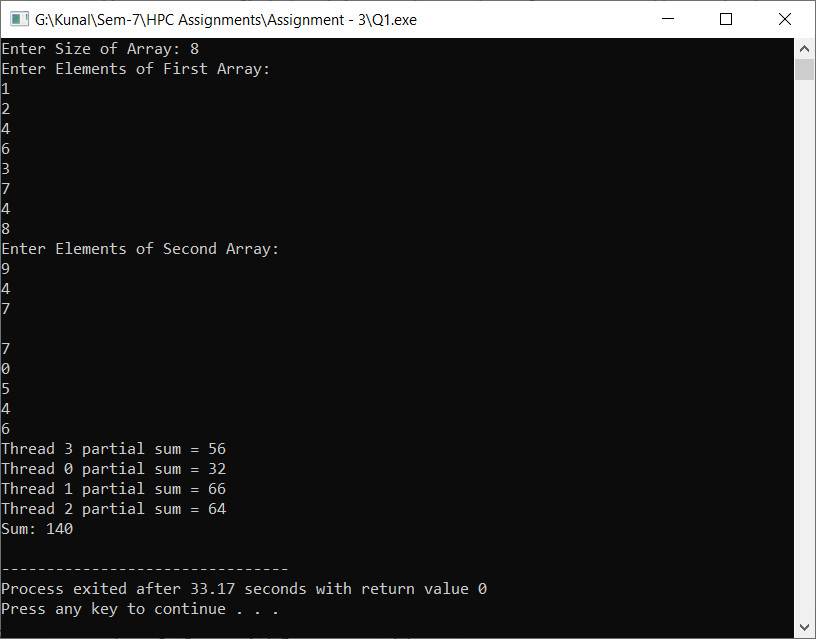 G:\Kunal\Sem-7\HPC Assignments\Assignment - 3\Q1.exe
Enter Size of Array: 8
Enter Elements of First Array:
1
2
4
6
3
7
4
8
Enter Elements of Second Array:
9
4
7
7
0
5
4
6
Thread 3 partial sum = 56
Thread 0 partial sum = 32
Thread 1 partial sum = 66
Thread 2 partial sum = 64
Sum: 140
--------------------------------
Process exited after 33.17 seconds with return value 0
Press any key to continue . . .